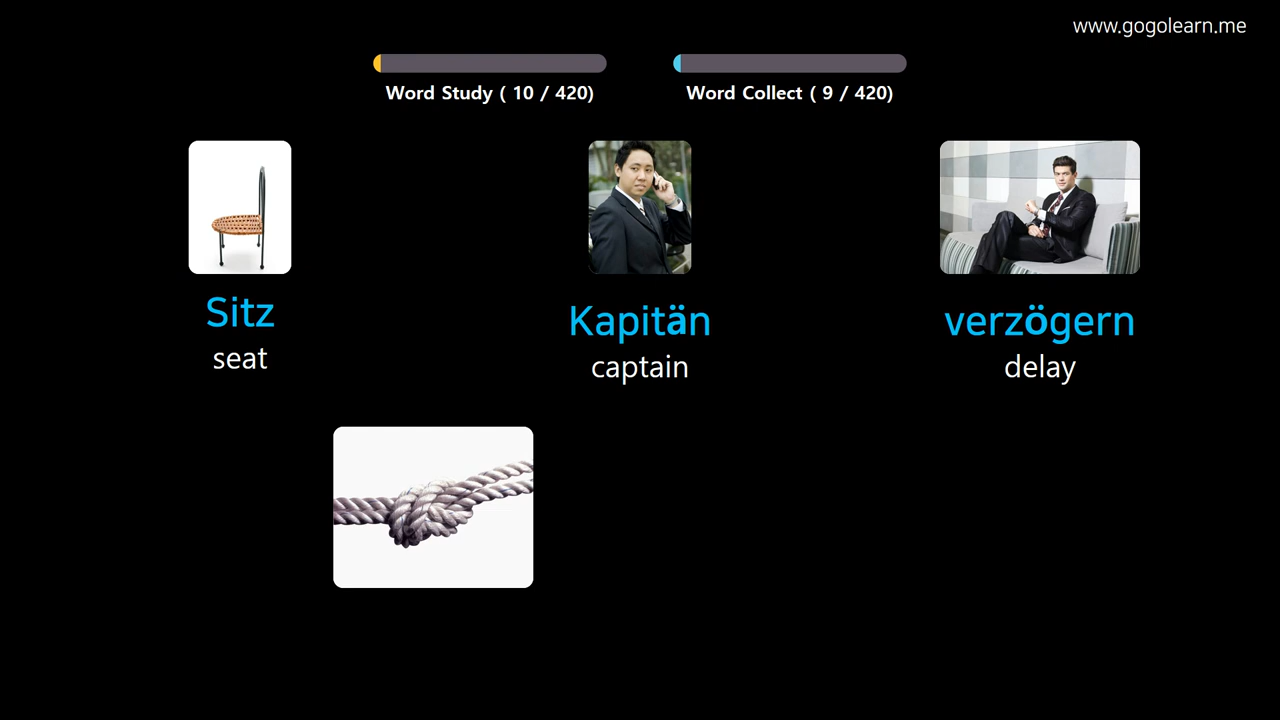 www.gogolearn.me
Word Study ( 10 / 420)
Word Collect ( 9 / 420)
Sitz
seat
Kapitän
captain
verzögern
delay